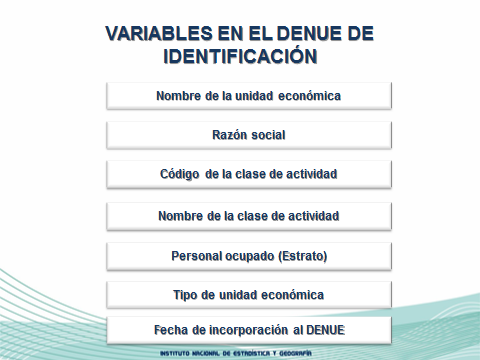 VARIABLES EN EL DENUE DE
IDENTIFICACIÓN
Nombre de la unidad económica
Razón social
Código de la clase de actividad
Nombre de la clase de actividad
Personal ocupado (Estrato)
Tipo de unidad económica
Fecha de incorporación al DENUE
INSTITUTO NACIONAL DE ESTADÍSTICA Y GEOGRAFÍA